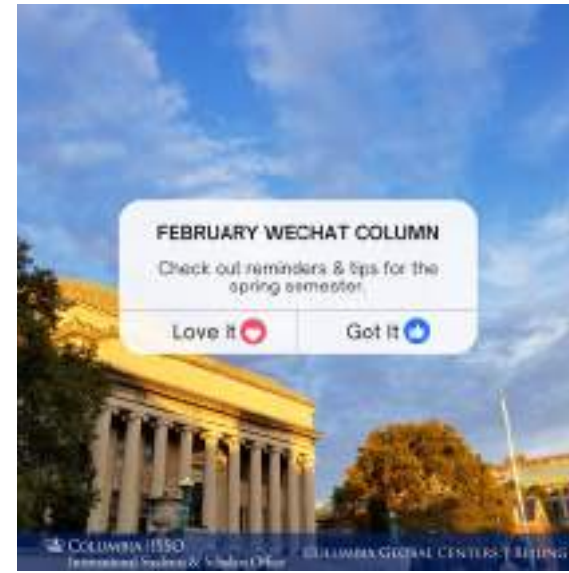 FEBRUARY WECHAT COLUMN
Check out reminders & tips for the
spring semester.
Love It
Got It
COLUMBIA | ISSO
International Students & Scholars Office
COLUMBIA GLOBAL CENTERS | BEIJING